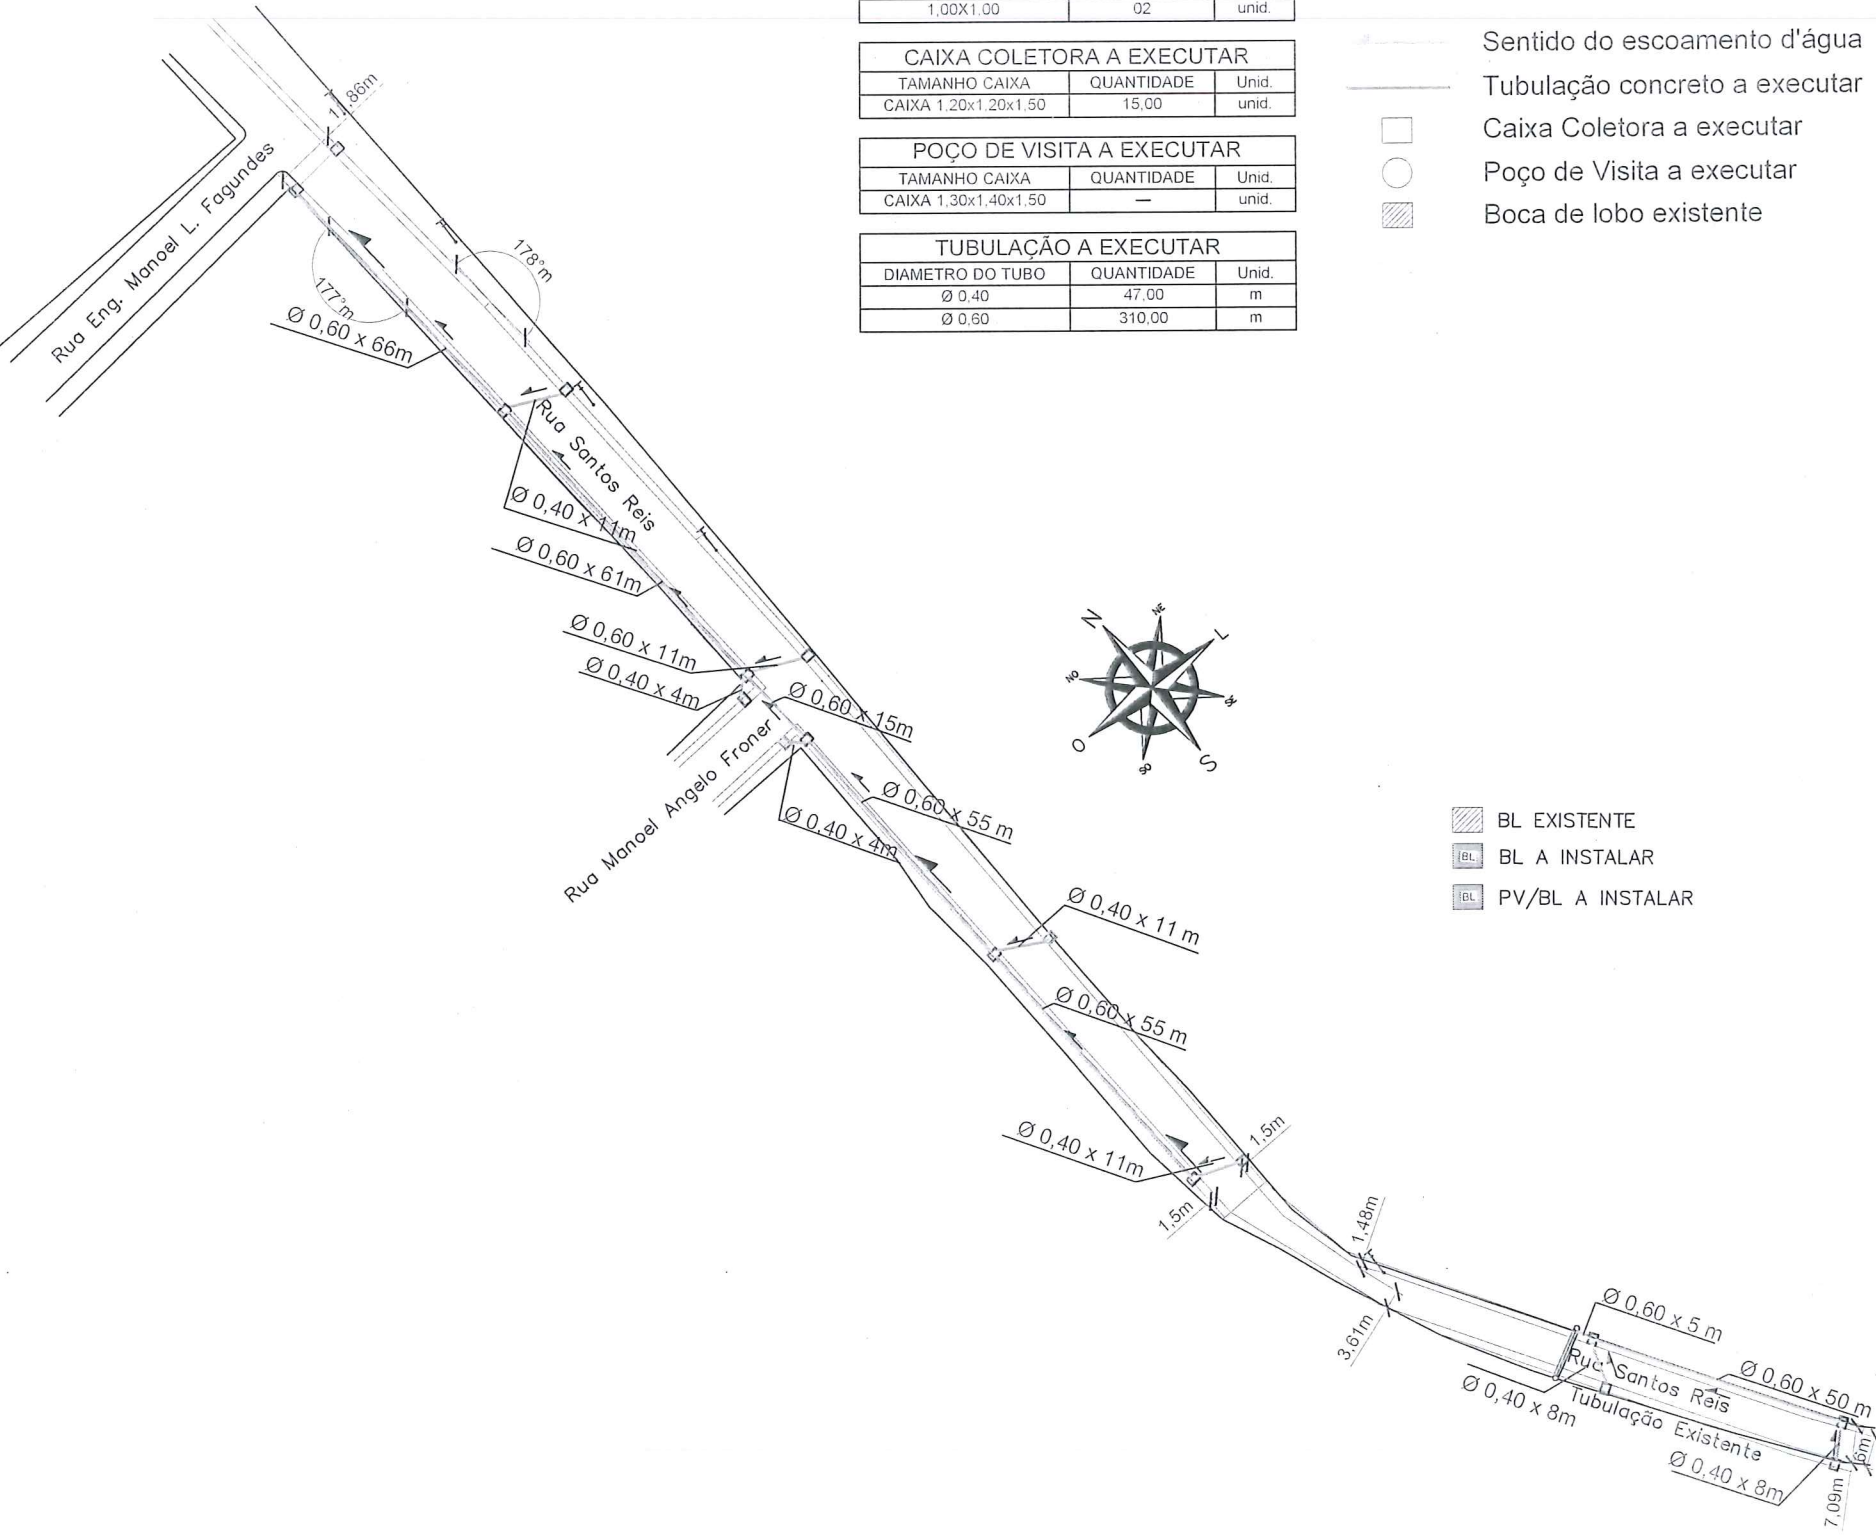 1,00X1,00 02 unid.
CAIXA COLETORA A EXECUTAR
TAMANHO CAIXA QUANTIDADE Unid.
CAIXA 1,20x1,20x1,50 15,00 unid.
POÇO DE VISITA A EXECUTAR
TAMANHO CAIXA QUANTIDADE Unid.
CAIXA 1,30x1,40x1,50 — unid.
TUBULAÇÃO A EXECUTAR
DIAMETRO DO TUBO QUANTIDADE Unid.
Ø 0,40 47,00 m
Ø 0,60 310,00 m
Sentido do escoamento d'água
Tubulação concreto a executar
Caixa Coletora a executar
Poço de Visita a executar
Boca de lobo existente
Rua Eng. Manoel L. Fagundes
178°m
177°m
Ø 0,60 x 66m
Rua Santos Reis
Ø 0,40 x 11m
Ø 0,60 x 61m
Ø 0,60 x 11m
Ø 0,40 x 4m
Ø 0,60 x 15m
Rua Manoel Angelo Froner
Ø 0,60 x 55 m
Ø 0,40 x 4m
N
NE
L
SE
S
SO
O
NO
BL EXISTENTE
BL BL A INSTALAR
BL PV/BL A INSTALAR
Ø 0,40 x 11 m
Ø 0,60 x 55 m
Ø 0,40 x 11m
1,5m
1,5m
1,48m
3,61m
Ø 0,60 x 5 m
Rua Santos Reis
Ø 0,60 x 50 m
Ø 0,40 x 8m
Tubulação Existente
Ø 0,40 x 8m
7,09m